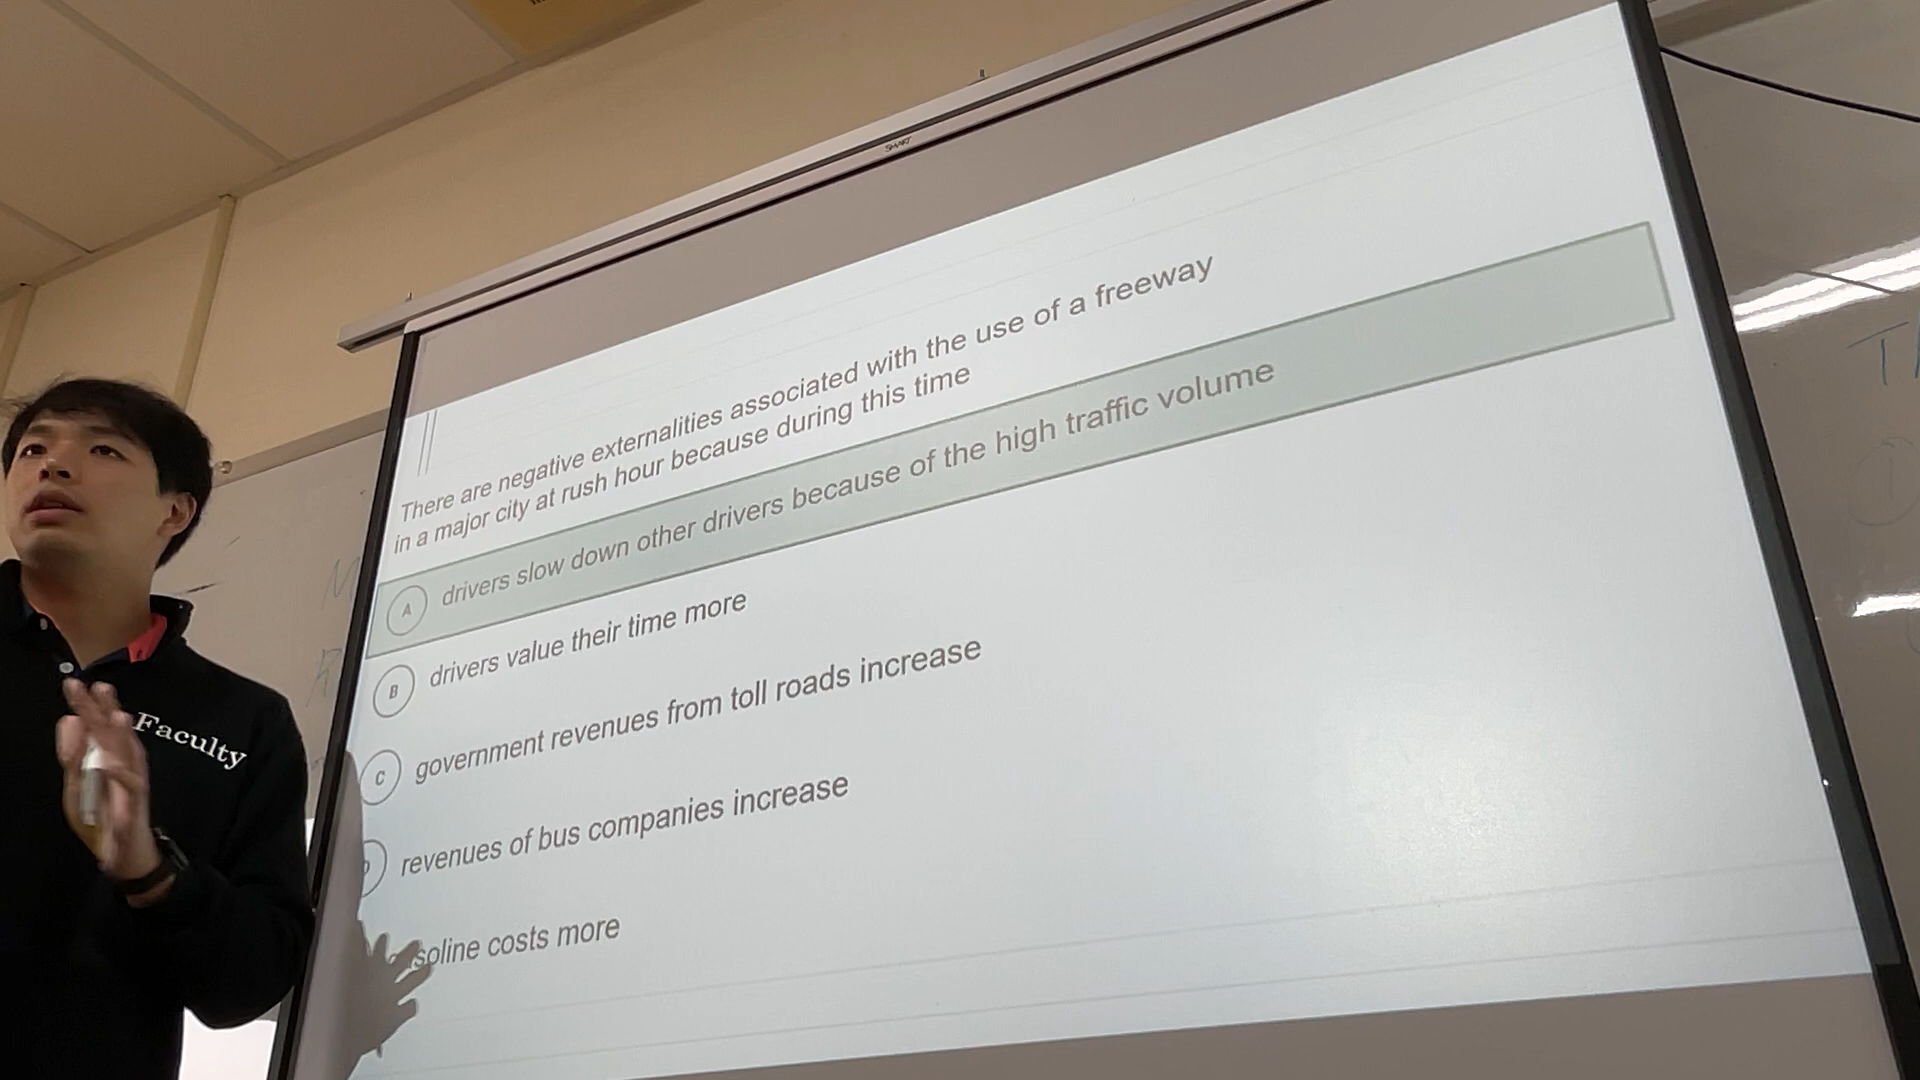 SMART
There are negative externalities associated with the use of a freeway
in a major city at rush hour because during this time
A drivers slow down other drivers because of the high traffic volume
B drivers value their time more
C government revenues from toll roads increase
revenues of bus companies increase
costs more
Faculty